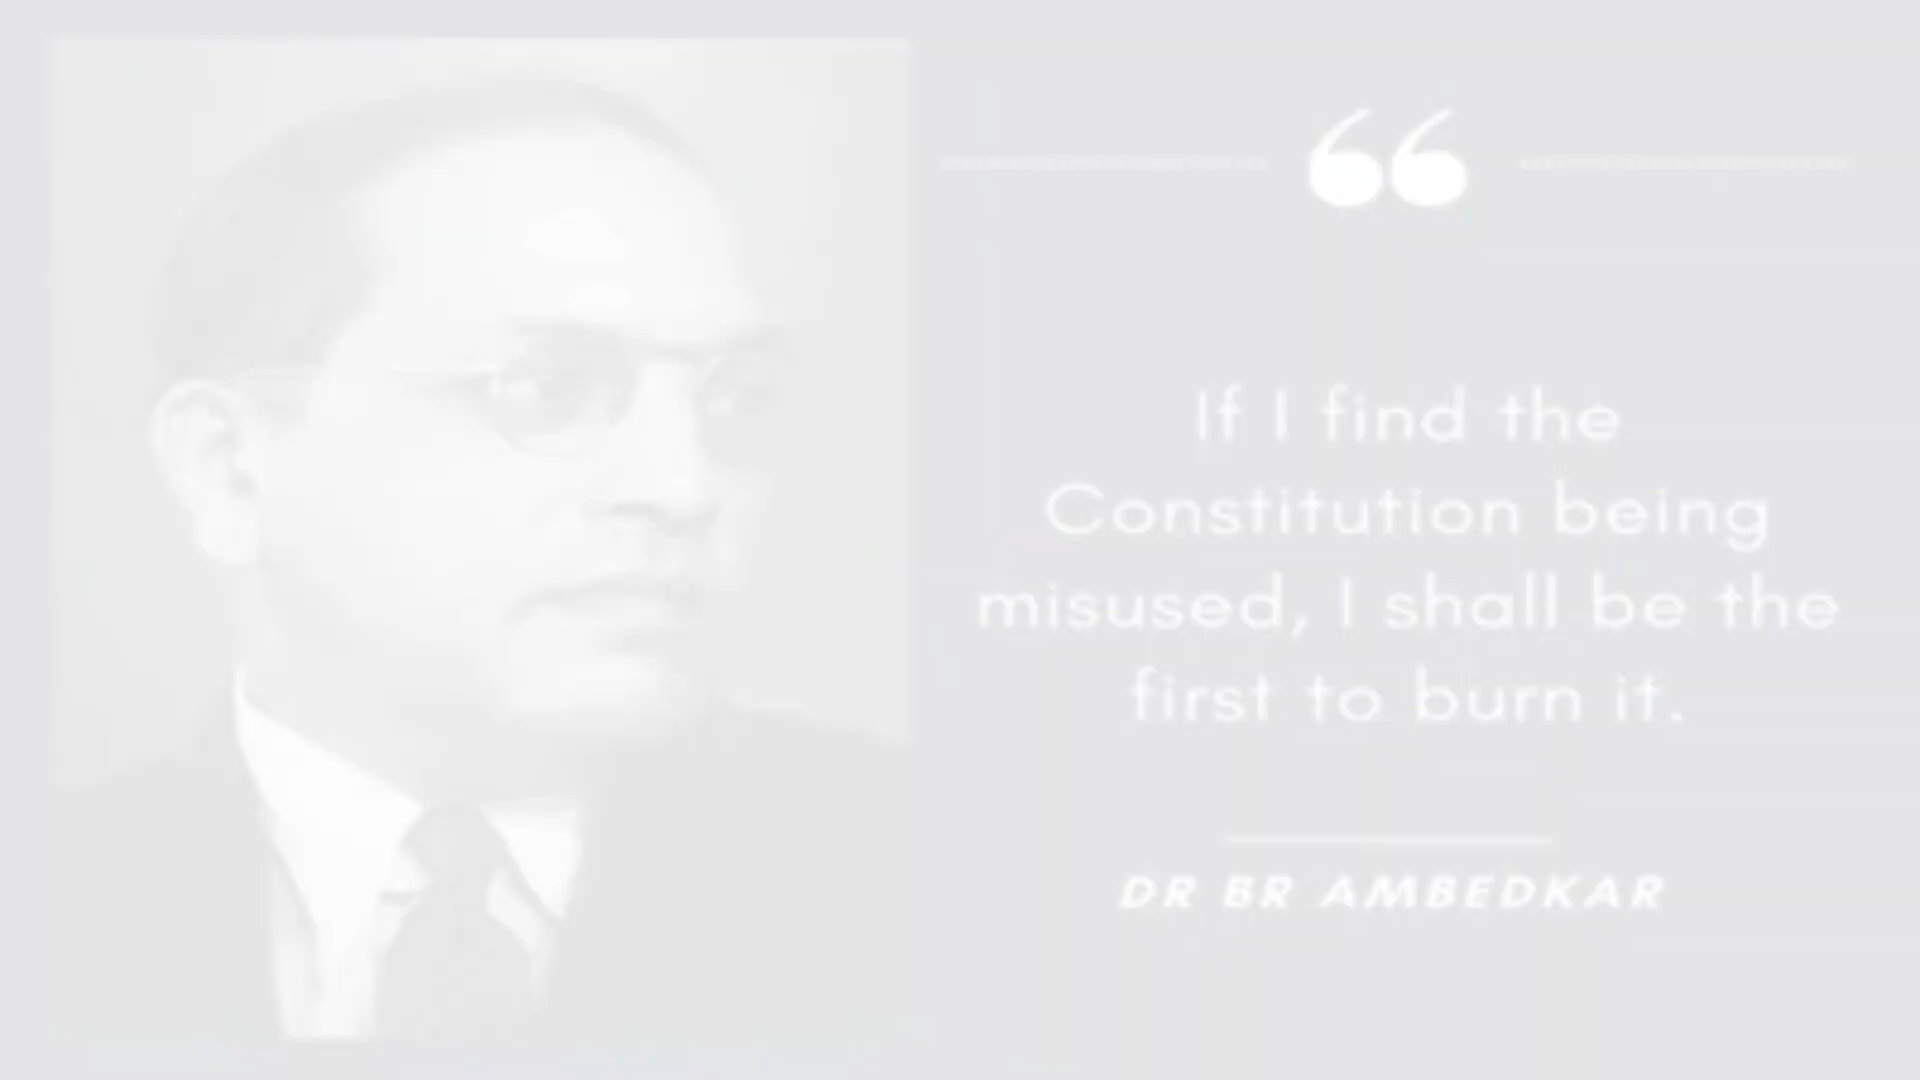 “
If I find the
Constitution being
misused, I shall be the
first to burn it.
DR BR AMBEDKAR